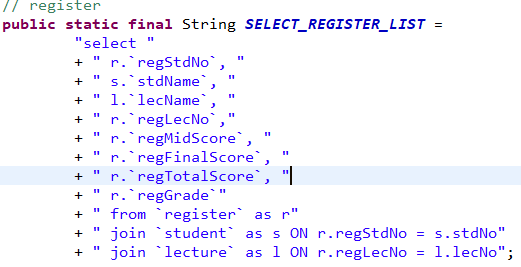 // register
public static final String SELECT_REGISTER_LIST =
"select "
+ " r.`regStdNo`, "
+ " s.`stdName`, "
+ " l.`lecName`, "
+ " r.`regLecNo`,"
+ " r.`regMidScore`, "
+ " r.`regFinalScore`, "
+ " r.`regTotalScore`, "
+ " r.`regGrade`"
+ " from `register` as r"
+ " join `student` as s ON r.regStdNo = s.stdNo"
+ " join `lecture` as l ON r.regLecNo = l.lecNo";